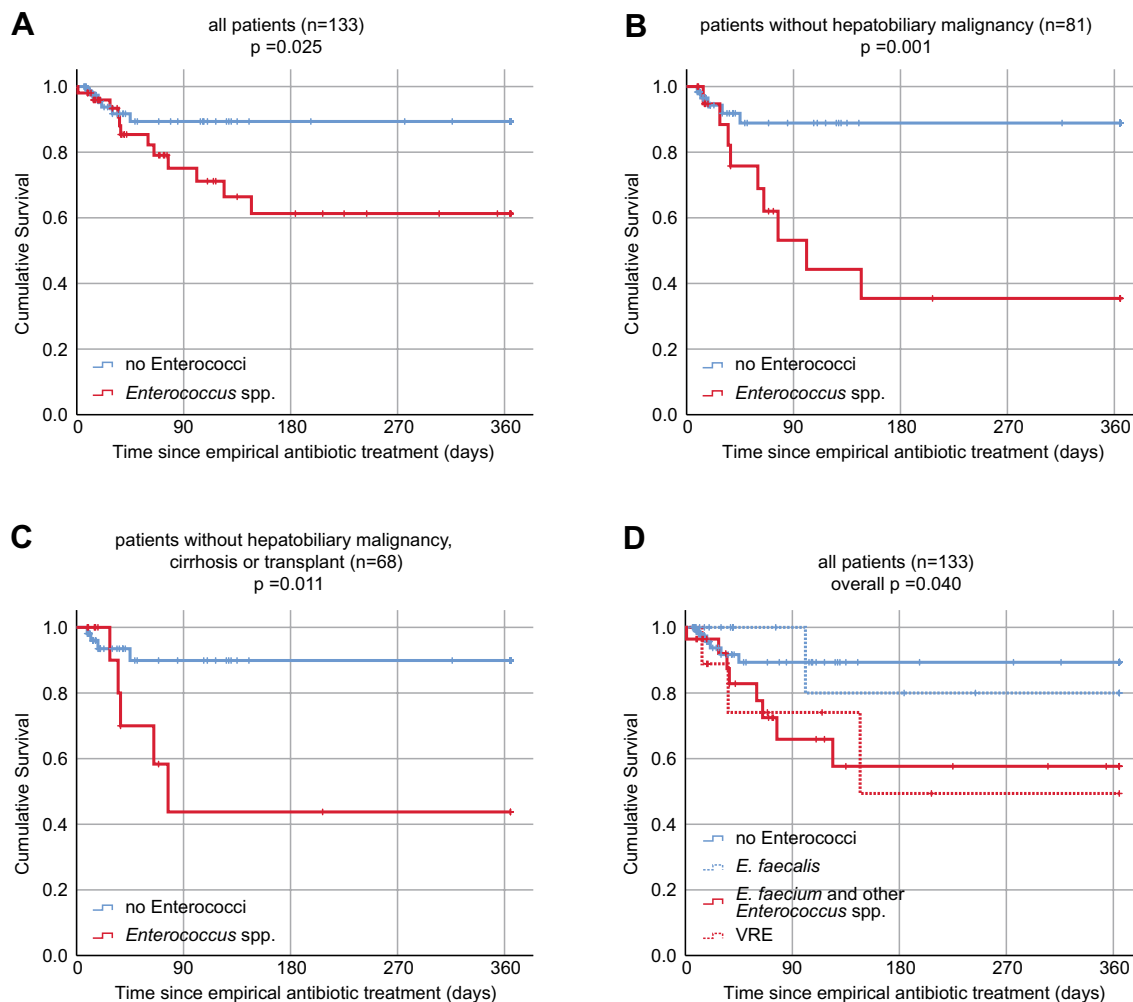 A
all patients (n=133)
p =0.025
Cumulative Survival
1.0
0.8
0.6
0.4
0.2
0.0
no Enterococci
Enterococcus spp.
0 90 180 270 360
Time since empirical antibiotic treatment (days)
B
patients without hepatobiliary malignancy (n=81)
p =0.001
Cumulative Survival
1.0
0.8
0.6
0.4
0.2
0.0
no Enterococci
Enterococcus spp.
0 90 180 270 360
Time since empirical antibiotic treatment (days)
C
patients without hepatobiliary malignancy,
cirrhosis or transplant (n=68)
p =0.011
Cumulative Survival
1.0
0.8
0.6
0.4
0.2
0.0
no Enterococci
Enterococcus spp.
0 90 180 270 360
Time since empirical antibiotic treatment (days)
D
all patients (n=133)
overall p =0.040
Cumulative Survival
1.0
0.8
0.6
0.4
0.2
0.0
no Enterococci
E. faecalis
E. faecium and other
Enterococcus spp.
VRE
0 90 180 270 360
Time since empirical antibiotic treatment (days)